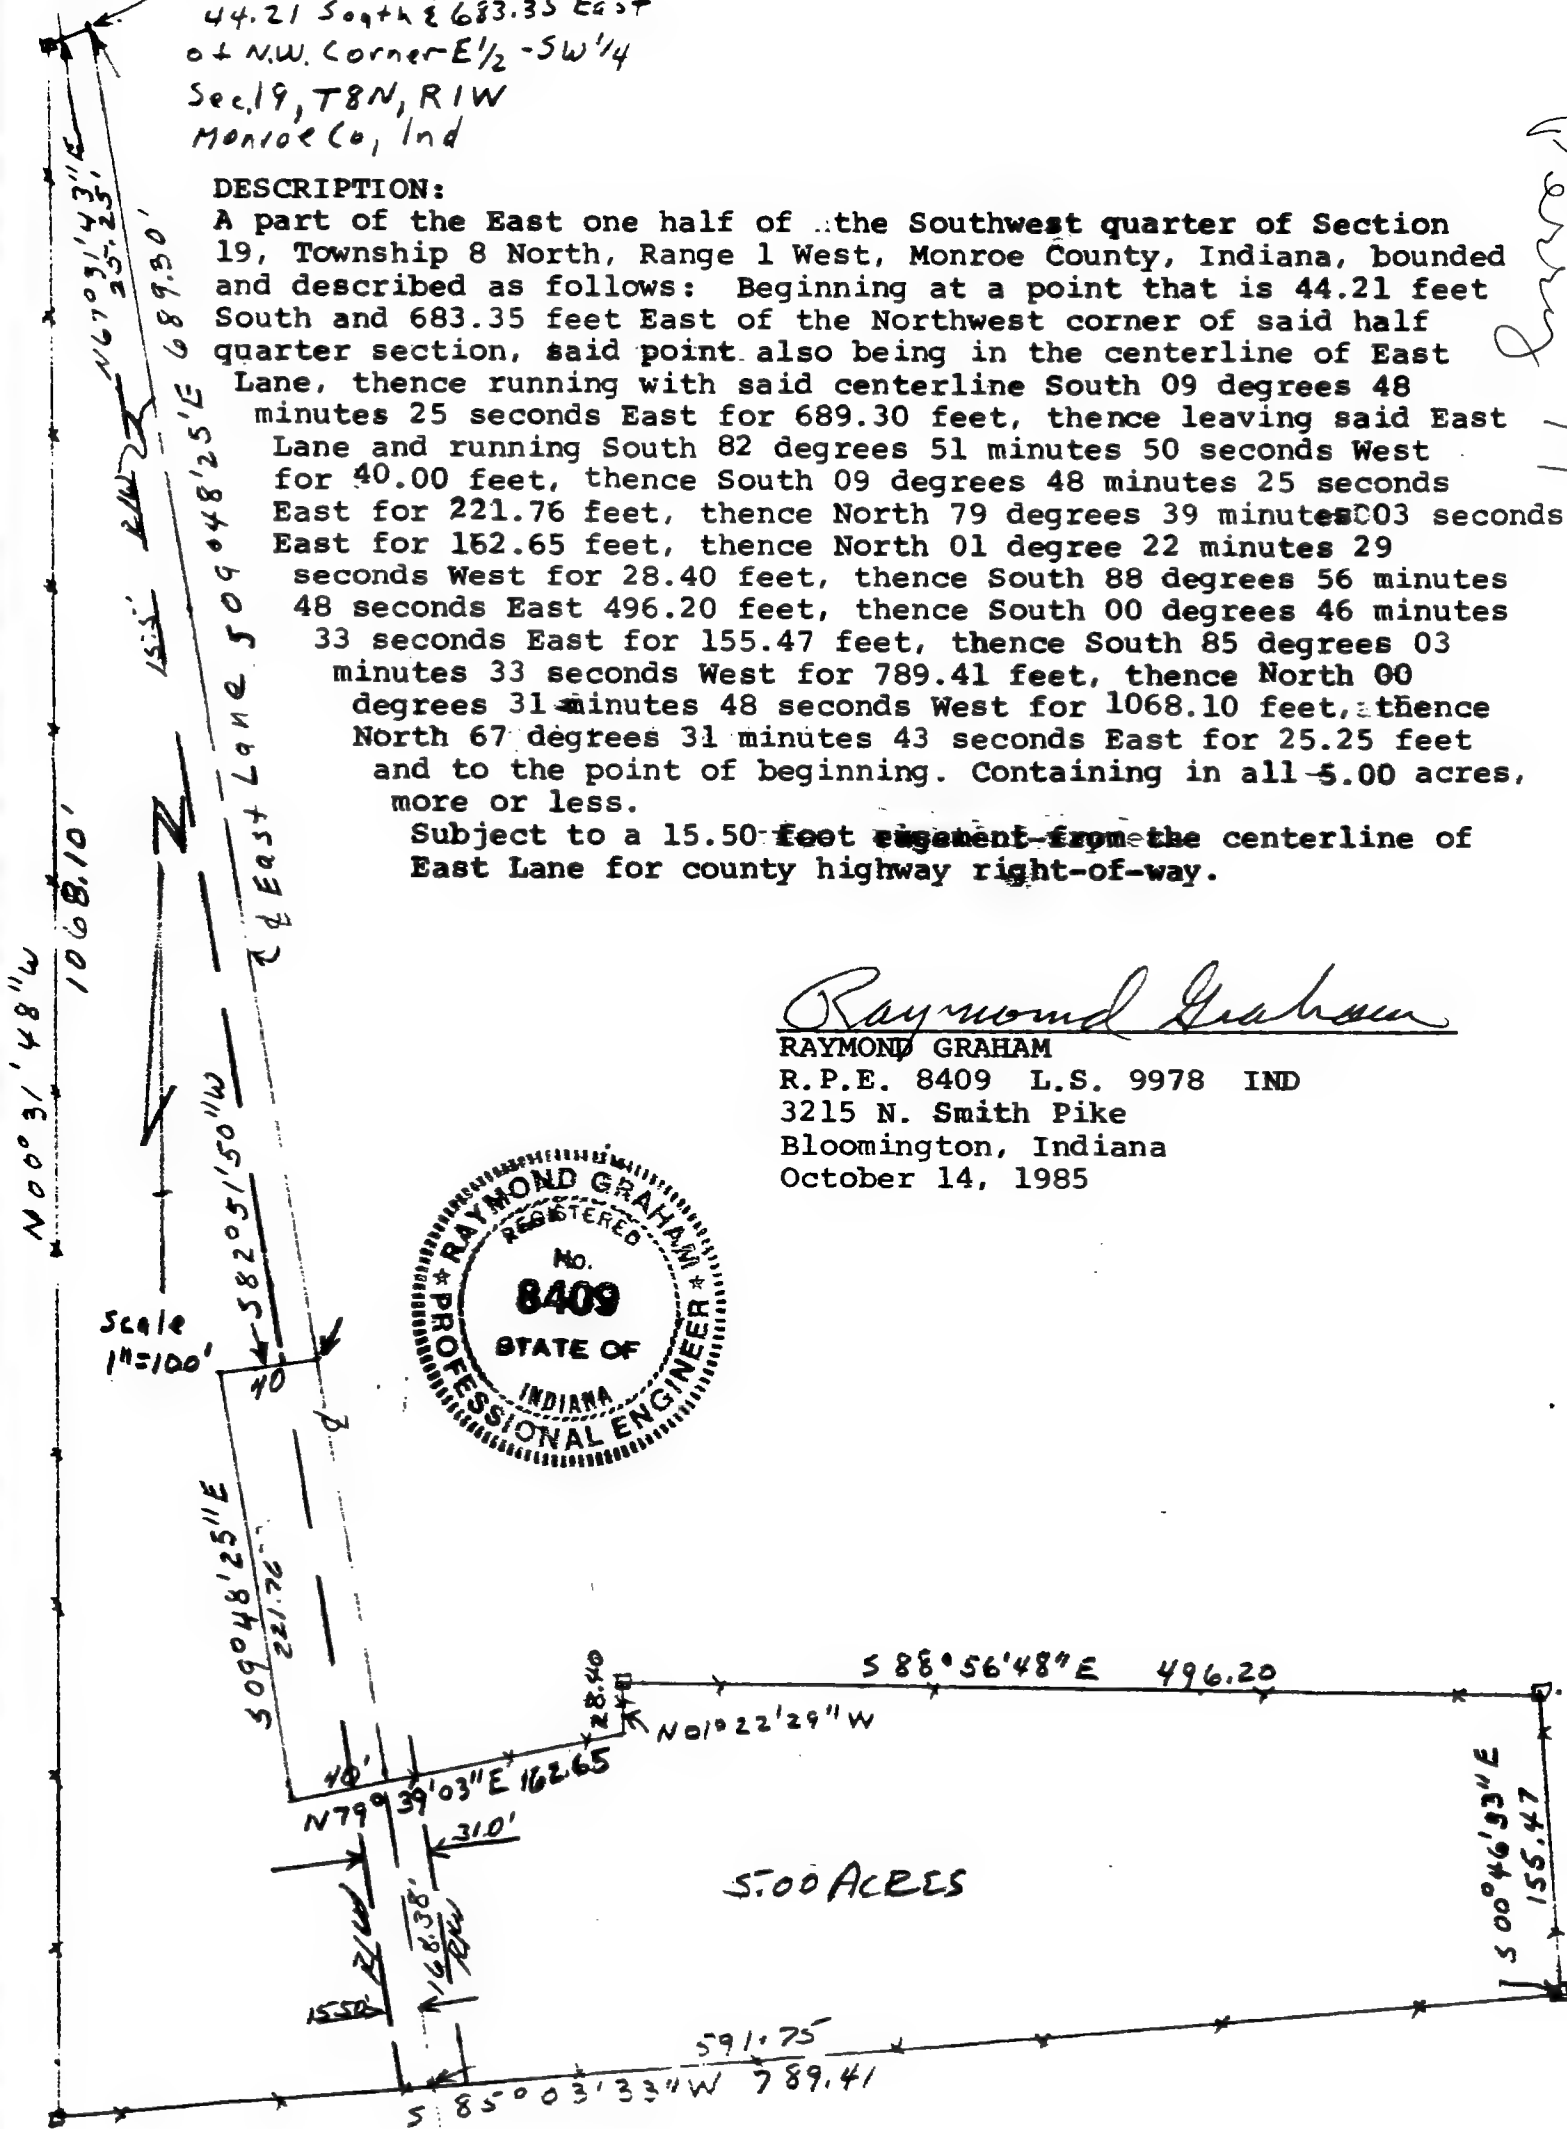 44.21 South & 683.35 East
of N.W. Corner E 1/2 - SW 1/4
Sec. 19, T8N, R1W
Monroe Co, Ind
DESCRIPTION:
A part of the East one half of the Southwest quarter of Section
19, Township 8 North, Range 1 West, Monroe County, Indiana, bounded
and described as follows: Beginning at a point that is 44.21 feet
South and 683.35 feet East of the Northwest corner of said half
quarter section, said point also being in the centerline of East
Lane, thence running with said centerline South 09 degrees 48
minutes 25 seconds East for 689.30 feet, thence leaving said East
Lane and running South 82 degrees 51 minutes 50 seconds West
for 40.00 feet, thence South 09 degrees 48 minutes 25 seconds
East for 221.76 feet, thence North 79 degrees 39 minutes 03 seconds
East for 162.65 feet, thence North 01 degree 22 minutes 29
seconds West for 28.40 feet, thence South 88 degrees 56 minutes
48 seconds East 496.20 feet, thence South 00 degrees 46 minutes
33 seconds East for 155.47 feet, thence South 85 degrees 03
minutes 33 seconds West for 789.41 feet, thence North 00
degrees 31 minutes 48 seconds West for 1068.10 feet, thence
North 67 degrees 31 minutes 43 seconds East for 25.25 feet
and to the point of beginning. Containing in all 5.00 acres,
more or less.
Subject to a 15.50 foot easement from the centerline of
East Lane for county highway right-of-way.
Raymond Graham
RAYMOND GRAHAM
R.P.E. 8409 L.S. 9978 IND
3215 N. Smith Pike
Bloomington, Indiana
October 14, 1985
RAYMOND GRAHAM
REGISTERED
No.
8409
STATE OF
INDIANA
PROFESSIONAL ENGINEER
N67°31'43"E
25.25'
R/W
15.5'
℄ East Lane S09°48'25"E 689.30'
N
N00°31'48"W
1068.10'
Scale
1"=100'
S82°51'50"W
40
℄
S09°48'25"E
221.76
40'
N79°39'03"E 162.65
28.40
N01°22'29"W
S88°56'48"E 496.20
S00°46'33"E
155.47
31.0'
5.00 ACRES
R/W
168.38'
R/W
15.50'
591.75
S85°03'33"W 789.41